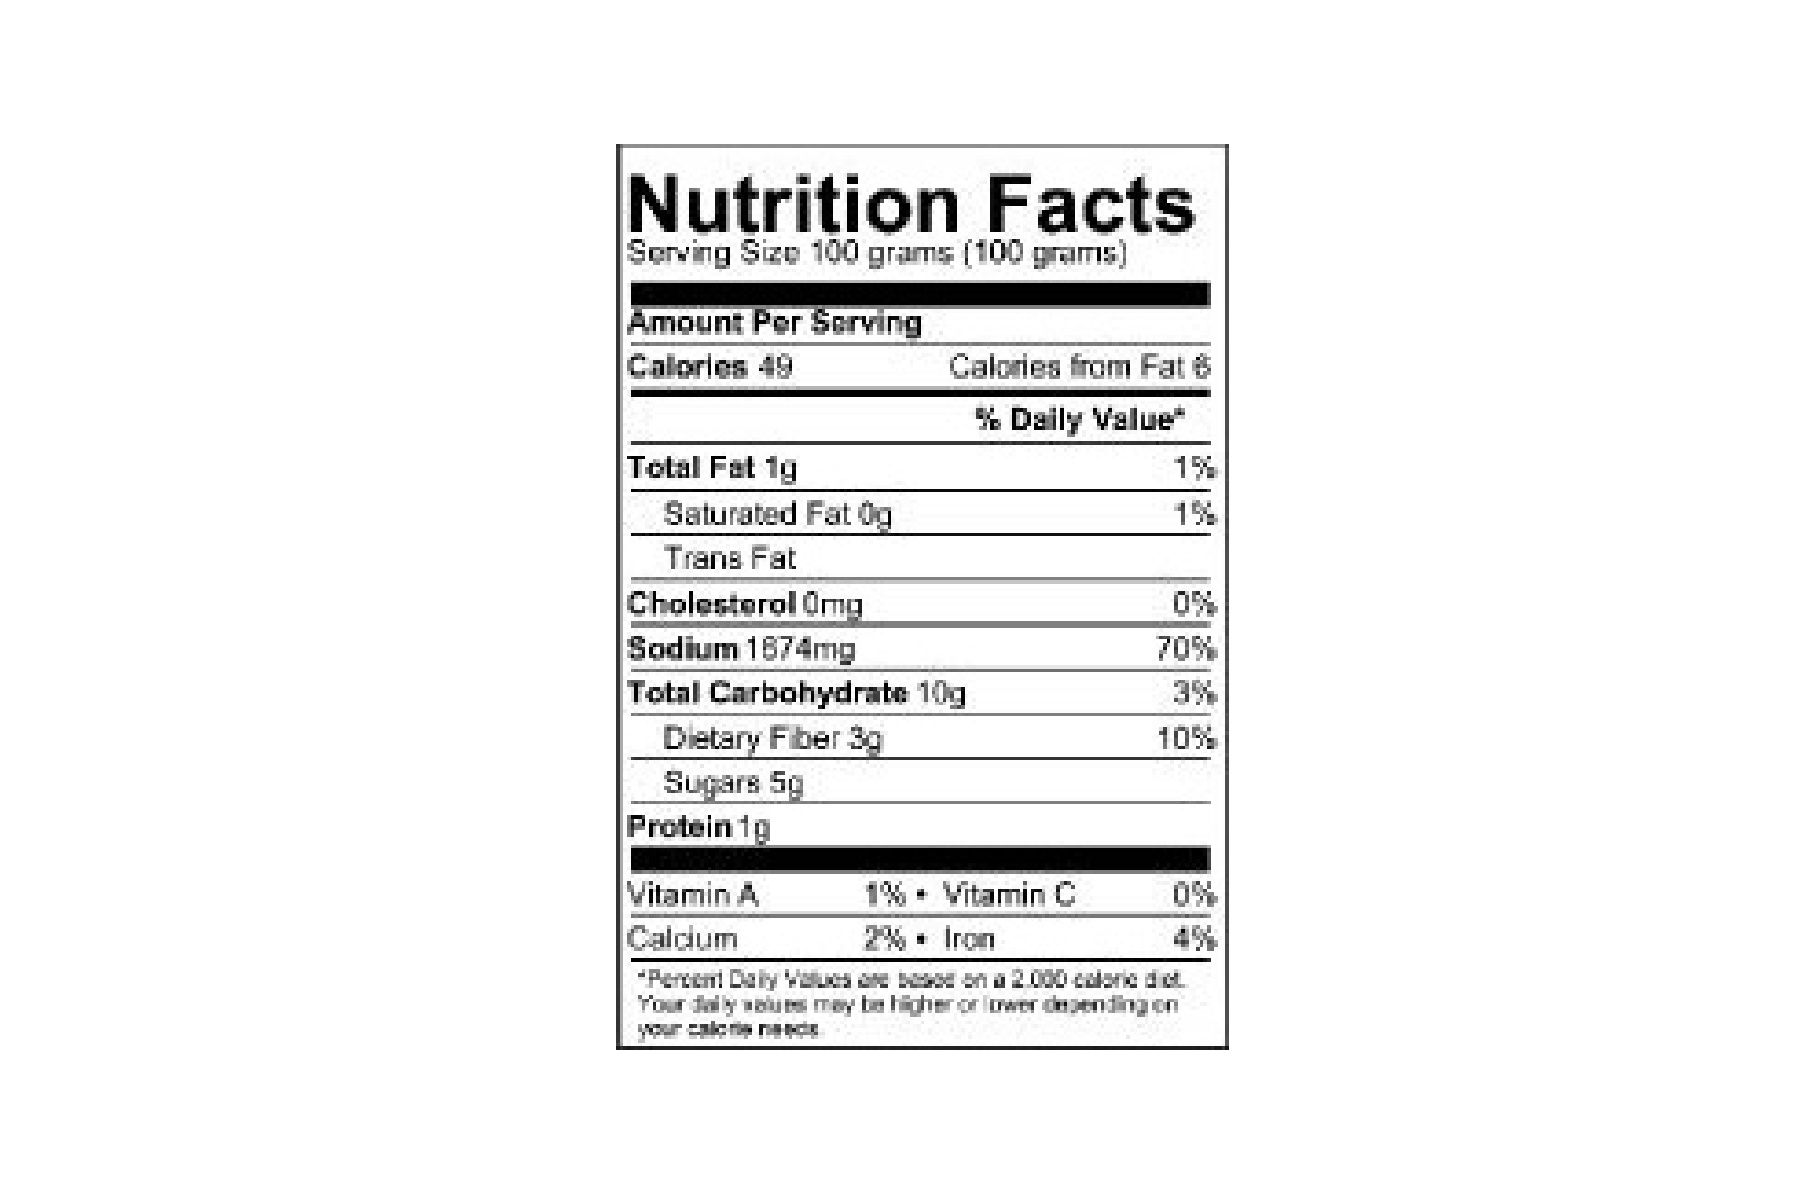 Nutrition Facts
Serving Size 100 grams (100 grams)
Amount Per Serving
Calories 49 Calories from Fat 6
% Daily Value*
Total Fat 1g 1%
Saturated Fat 0g 1%
Trans Fat
Cholesterol 0mg 0%
Sodium 1674mg 70%
Total Carbohydrate 10g 3%
Dietary Fiber 3g 10%
Sugars 5g
Protein 1g
Vitamin A 1% • Vitamin C 0%
Calcium 2% • Iron 4%
*Percent Daily Values are based on a 2,000 calorie diet.
Your daily values may be higher or lower depending on
your calorie needs.